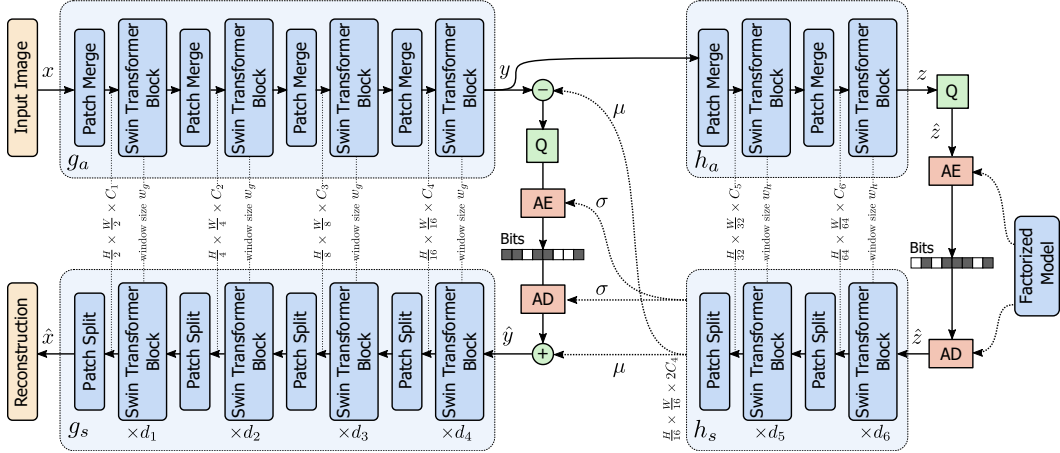 Input Image
x
Patch Merge
Swin Transformer
Block
Patch Merge
Swin Transformer
Block
Patch Merge
Swin Transformer
Block
Patch Merge
Swin Transformer
Block
g_a
y
−
Q
AE
Bits
AD
+
ŷ
μ
σ
σ
μ
Patch Merge
Swin Transformer
Block
Patch Merge
Swin Transformer
Block
h_a
z
Q
ẑ
AE
Bits
AD
ẑ
Factorized
Model
H/2 × W/2 × C_1
window size w_g
H/4 × W/4 × C_2
window size w_g
H/8 × W/8 × C_3
window size w_g
H/16 × W/16 × C_4
window size w_g
H/32 × W/32 × C_5
window size w_h
H/64 × W/64 × C_6
window size w_h
Reconstruction
x̂
Patch Split
Swin Transformer
Block
Patch Split
Swin Transformer
Block
Patch Split
Swin Transformer
Block
Patch Split
Swin Transformer
Block
g_s
×d_1
×d_2
×d_3
×d_4
H/16 × W/16 × 2C_4
Patch Split
Swin Transformer
Block
Patch Split
Swin Transformer
Block
h_s
×d_5
×d_6